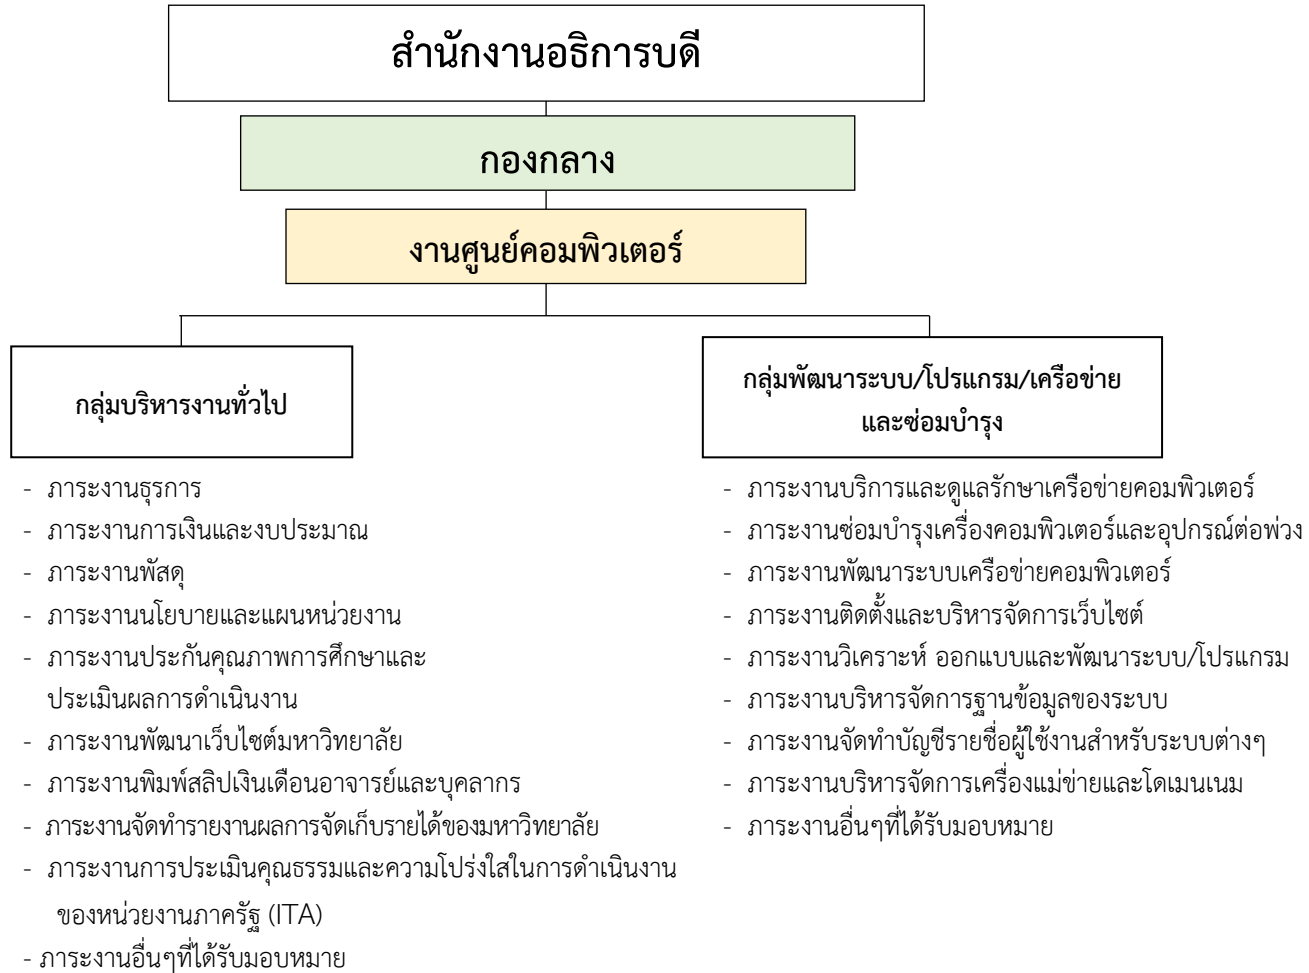 สำนักงานอธิการบดี
กองกลาง
งานศูนย์คอมพิวเตอร์
กลุ่มบริหารงานทั่วไป
- ภาระงานธุรการ
- ภาระงานการเงินและงบประมาณ
- ภาระงานพัสดุ
- ภาระงานนโยบายและแผนหน่วยงาน
- ภาระงานประกันคุณภาพการศึกษาและ
ประเมินผลการดำเนินงาน
- ภาระงานพัฒนาเว็บไซต์มหาวิทยาลัย
- ภาระงานพิมพ์สลิปเงินเดือนอาจารย์และบุคลากร
- ภาระงานจัดทำรายงานผลการจัดเก็บรายได้ของมหาวิทยาลัย
- ภาระงานการประเมินคุณธรรมและความโปร่งใสในการดำเนินงาน
ของหน่วยงานภาครัฐ (ITA)
- ภาระงานอื่นๆที่ได้รับมอบหมาย
กลุ่มพัฒนาระบบ/โปรแกรม/เครือข่าย
และซ่อมบำรุง
- ภาระงานบริการและดูแลรักษาเครือข่ายคอมพิวเตอร์
- ภาระงานซ่อมบำรุงเครื่องคอมพิวเตอร์และอุปกรณ์ต่อพ่วง
- ภาระงานพัฒนาระบบเครือข่ายคอมพิวเตอร์
- ภาระงานติดตั้งและบริหารจัดการเว็บไซต์
- ภาระงานวิเคราะห์ ออกแบบและพัฒนาระบบ/โปรแกรม
- ภาระงานบริหารจัดการฐานข้อมูลของระบบ
- ภาระงานจัดทำบัญชีรายชื่อผู้ใช้งานสำหรับระบบต่างๆ
- ภาระงานบริหารจัดการเครื่องแม่ข่ายและโดเมนเนม
- ภาระงานอื่นๆที่ได้รับมอบหมาย